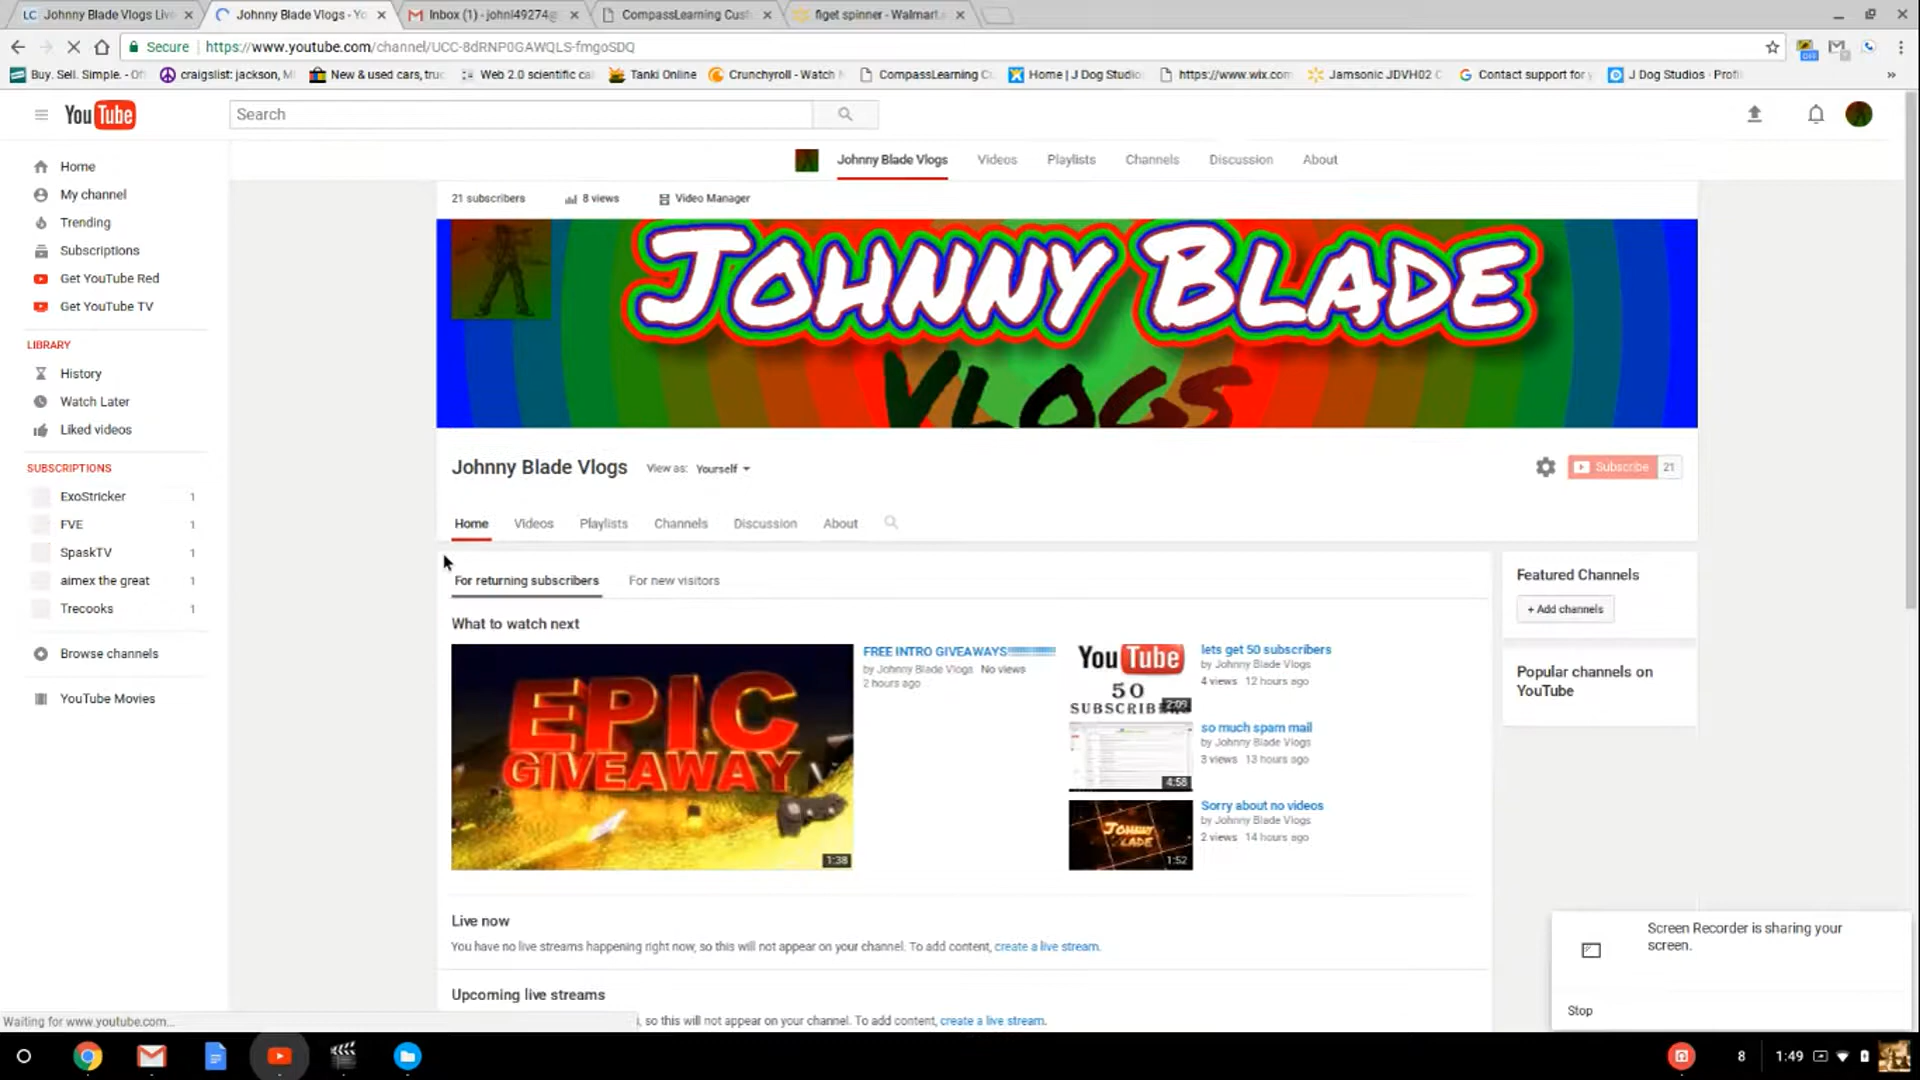 LC Johnny Blade Vlogs Live
Johnny Blade Vlogs - Yo
Inbox (1) - johnl49274@
CompassLearning Cust
figet spinner - Walmart.
Secure
https://www.youtube.com/channel/UCC-8dRNP0GAWQLS-fmgoSDQ
Buy. Sell. Simple. - Of
craigslist: jackson, M
New & used cars, truc
Web 2.0 scientific ca
Tanki Online
Crunchyroll - Watch
CompassLearning C
Home | J Dog Studio
https://www.wix.com
Jamsonic JDVH02 C
Contact support for y
J Dog Studios - Profi
YouTube
Search
Johnny Blade Vlogs
Videos
Playlists
Channels
Discussion
About
Home
My channel
Trending
Subscriptions
Get YouTube Red
Get YouTube TV
LIBRARY
History
Watch Later
Liked videos
SUBSCRIPTIONS
ExoStricker 1
FVE 1
SpaskTV 1
aimex the great 1
Trecooks 1
Browse channels
YouTube Movies
21 subscribers
8 views
Video Manager
JOHNNY BLADE
VLOGS
Johnny Blade Vlogs
View as: Yourself
Subscribe 21
Home
Videos
Playlists
Channels
Discussion
About
For returning subscribers
For new visitors
What to watch next
EPIC
GIVEAWAY
1:38
FREE INTRO GIVEAWAYS
by Johnny Blade Vlogs No views
2 hours ago
YouTube
50
SUBSCRIBERS
2:09
lets get 50 subscribers
by Johnny Blade Vlogs
4 views 12 hours ago
4:58
so much spam mail
by Johnny Blade Vlogs
3 views 13 hours ago
JOHNNY
LADE
1:52
Sorry about no videos
by Johnny Blade Vlogs
2 views 14 hours ago
Live now
You have no live streams happening right now, so this will not appear on your channel. To add content, create a live stream.
Upcoming live streams
, so this will not appear on your channel. To add content, create a live stream.
Featured Channels
+ Add channels
Popular channels on
YouTube
Screen Recorder is sharing your
screen.
Stop
Waiting for www.youtube.com...
8
1:49